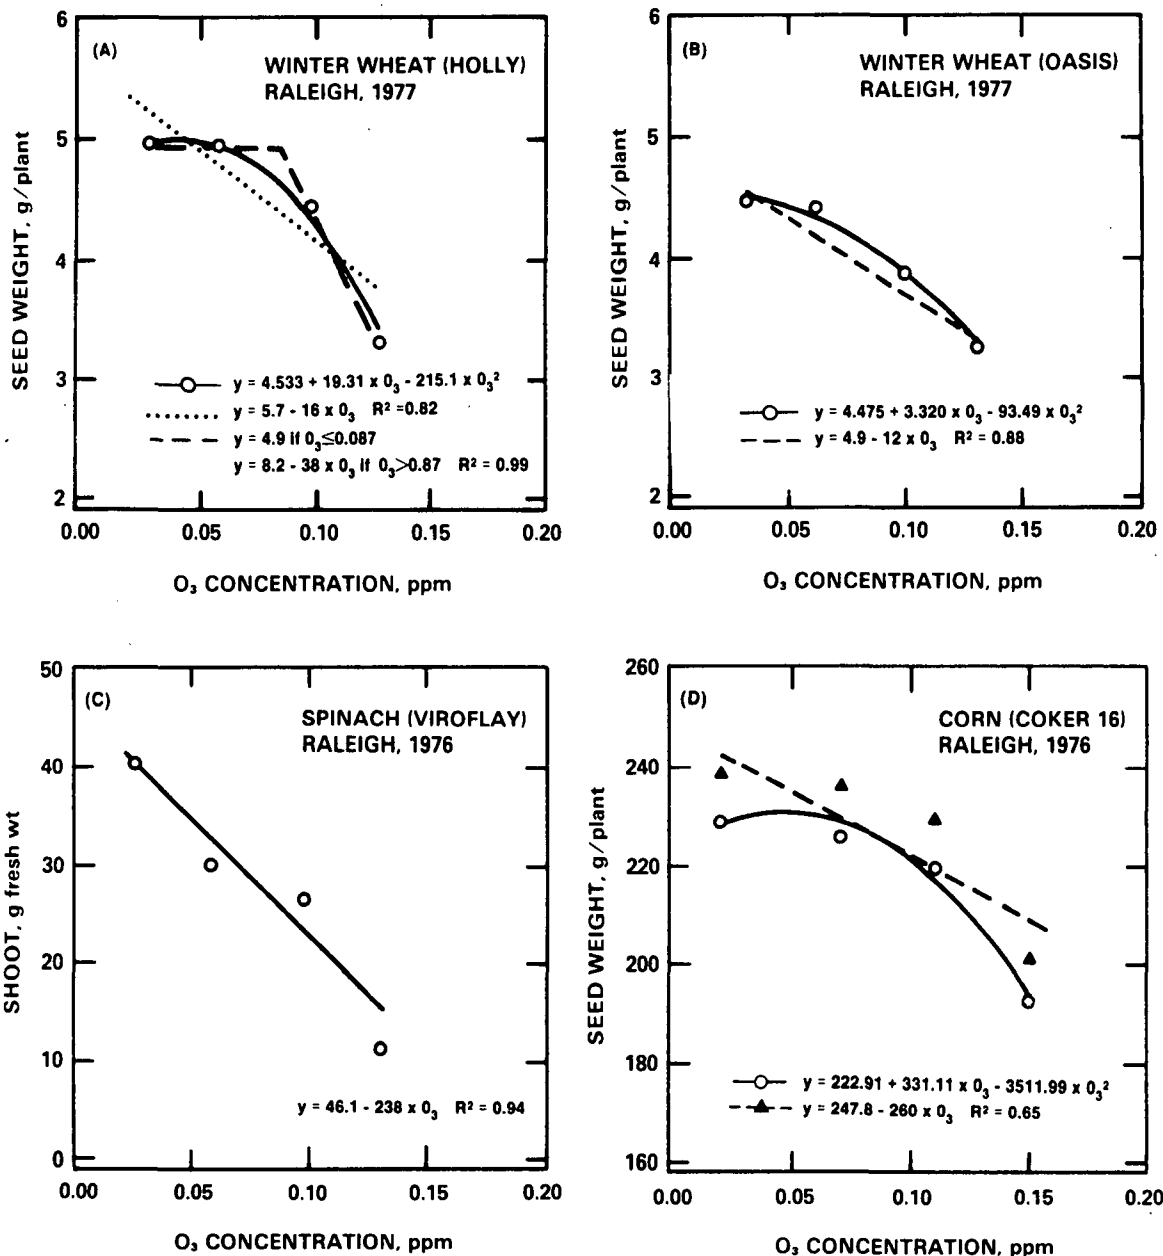 (A)
WINTER WHEAT (HOLLY)
RALEIGH, 1977
SEED WEIGHT, g/plant
6
5
4
3
2
y = 4.533 + 19.31 x O₃ - 215.1 x O₃²
y = 5.7 - 16 x O₃ R² =0.82
y = 4.9 if O₃≤0.087
y = 8.2 - 38 x O₃ if O₃>0.87 R² = 0.99
0.00 0.05 0.10 0.15 0.20
O₃ CONCENTRATION, ppm
(B)
WINTER WHEAT (OASIS)
RALEIGH, 1977
SEED WEIGHT, g/plant
6
5
4
3
2
y = 4.475 + 3.320 x O₃ - 93.49 x O₃²
y = 4.9 - 12 x O₃ R² = 0.88
0.00 0.05 0.10 0.15 0.20
O₃ CONCENTRATION, ppm
(C)
SPINACH (VIROFLAY)
RALEIGH, 1976
SHOOT, g fresh wt
50
40
30
20
10
0
y = 46.1 - 238 x O₃ R² = 0.94
0.00 0.05 0.10 0.15 0.20
O₃ CONCENTRATION, ppm
(D)
CORN (COKER 16)
RALEIGH, 1976
SEED WEIGHT, g/plant
260
240
220
200
180
160
y = 222.91 + 331.11 x O₃ - 3511.99 x O₃²
y = 247.8 - 260 x O₃ R² = 0.65
0.00 0.05 0.10 0.15 0.20
O₃ CONCENTRATION, ppm